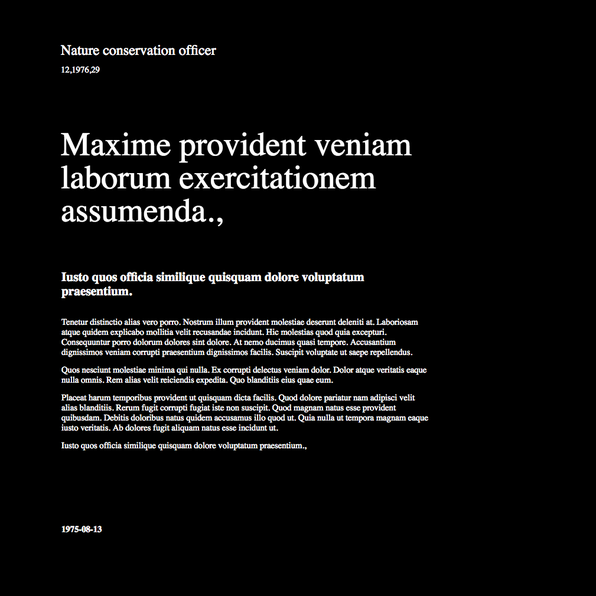 Nature conservation officer
12,1976,29
Maxime provident veniam
laborum exercitationem
assumenda.,
Iusto quos officia similique quisquam dolore voluptatum
praesentium.
Tenetur distinctio alias vero porro. Nostrum illum provident molestiae deserunt deleniti at. Laboriosam
atque quidem explicabo mollitia velit recusandae incidunt. Hic molestias quod quia excepturi.
Consequuntur porro dolorum dolores sint dolore. At nemo ducimus quasi tempore. Accusantium
dignissimos veniam corrupti praesentium dignissimos facilis. Suscipit voluptate ut saepe repellendus.
Quos nesciunt molestiae minima qui nulla. Ex corrupti delectus veniam dolor. Dolor atque veritatis eaque
nulla omnis. Rem alias velit reiciendis expedita. Quo blanditiis eius quae eum.
Placeat harum temporibus provident ut quisquam dicta facilis. Quod dolore pariatur nam adipisci velit
alias blanditiis. Rerum fugit corrupti fugiat iste non suscipit. Quod magnam natus esse provident
quibusdam. Debitis doloribus natus quidem accusamus illo quod ut. Quia nulla ut tempora magnam eaque
iusto veritatis. Ab dolores fugit aliquam natus esse incidunt ut.
Iusto quos officia similique quisquam dolore voluptatum praesentium.,
1975-08-13